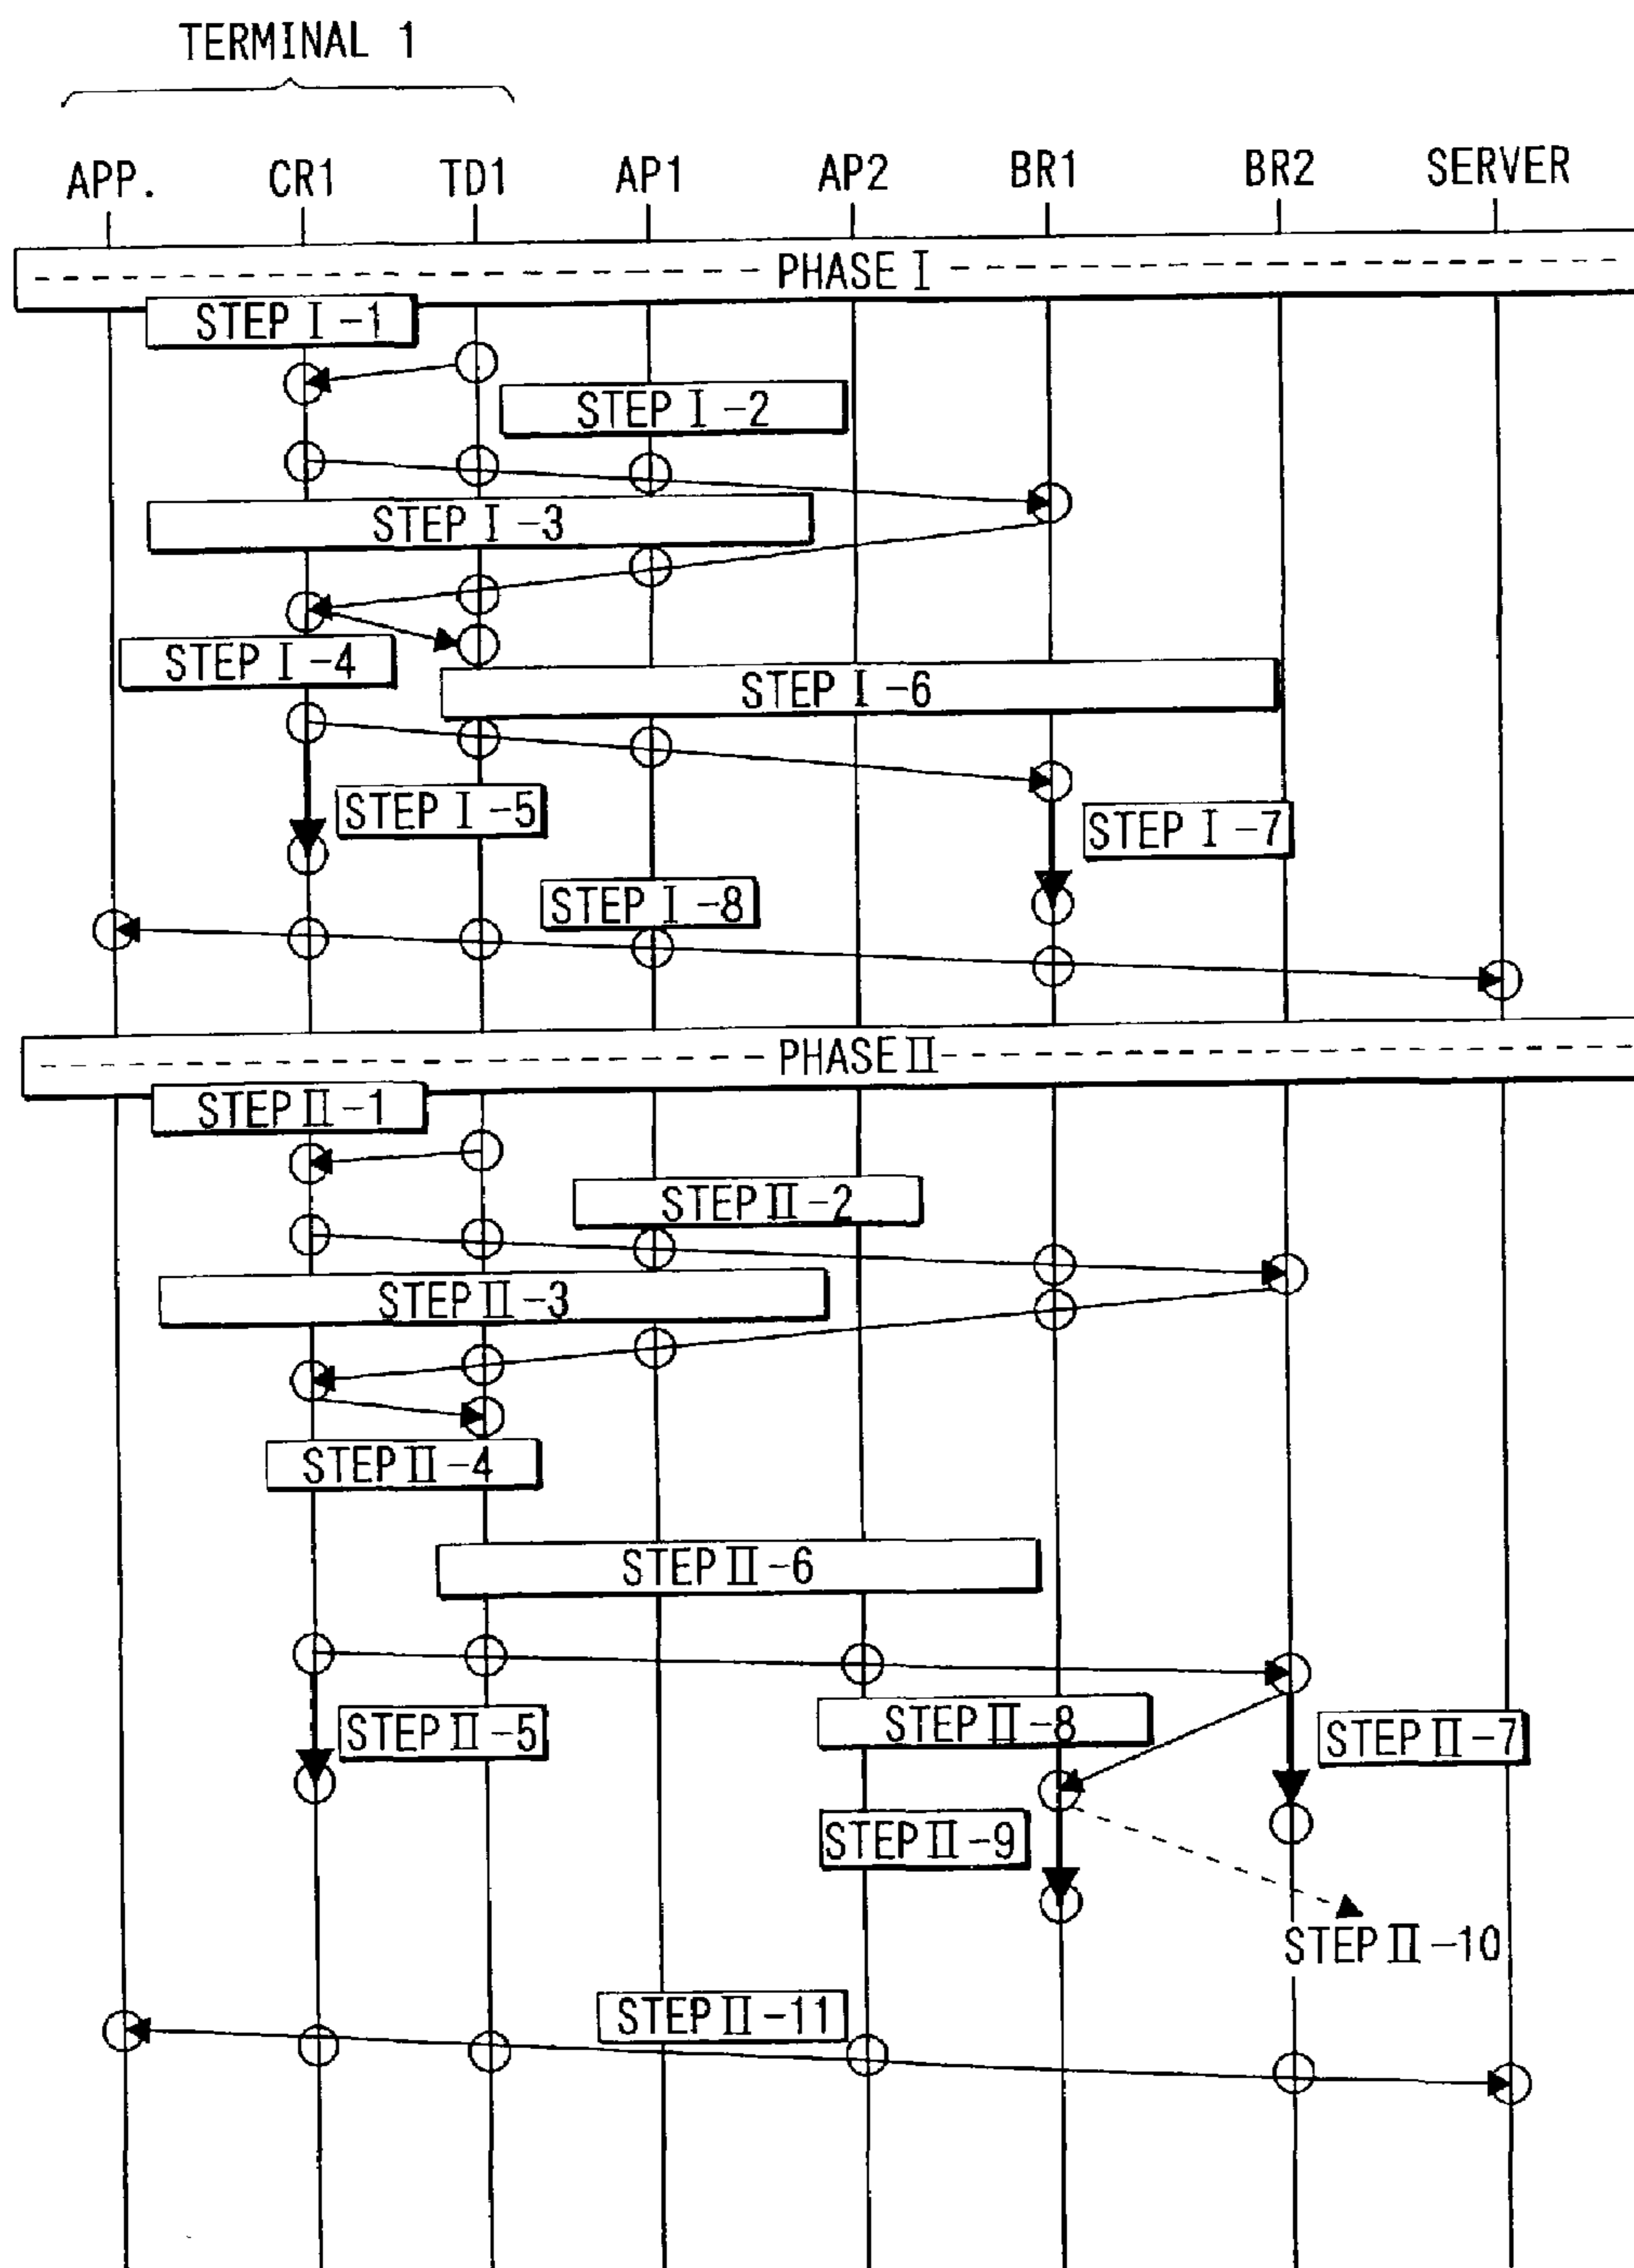 TERMINAL 1
APP. CR1 TD1 AP1 AP2 BR1 BR2 SERVER
PHASE Ⅰ
STEP Ⅰ-1
STEP Ⅰ-2
STEP Ⅰ-3
STEP Ⅰ-4
STEP Ⅰ-6
STEP Ⅰ-5
STEP Ⅰ-7
STEP Ⅰ-8
PHASE Ⅱ
STEP Ⅱ-1
STEP Ⅱ-2
STEP Ⅱ-3
STEP Ⅱ-4
STEP Ⅱ-6
STEP Ⅱ-5
STEP Ⅱ-8
STEP Ⅱ-7
STEP Ⅱ-9
STEP Ⅱ-10
STEP Ⅱ-11